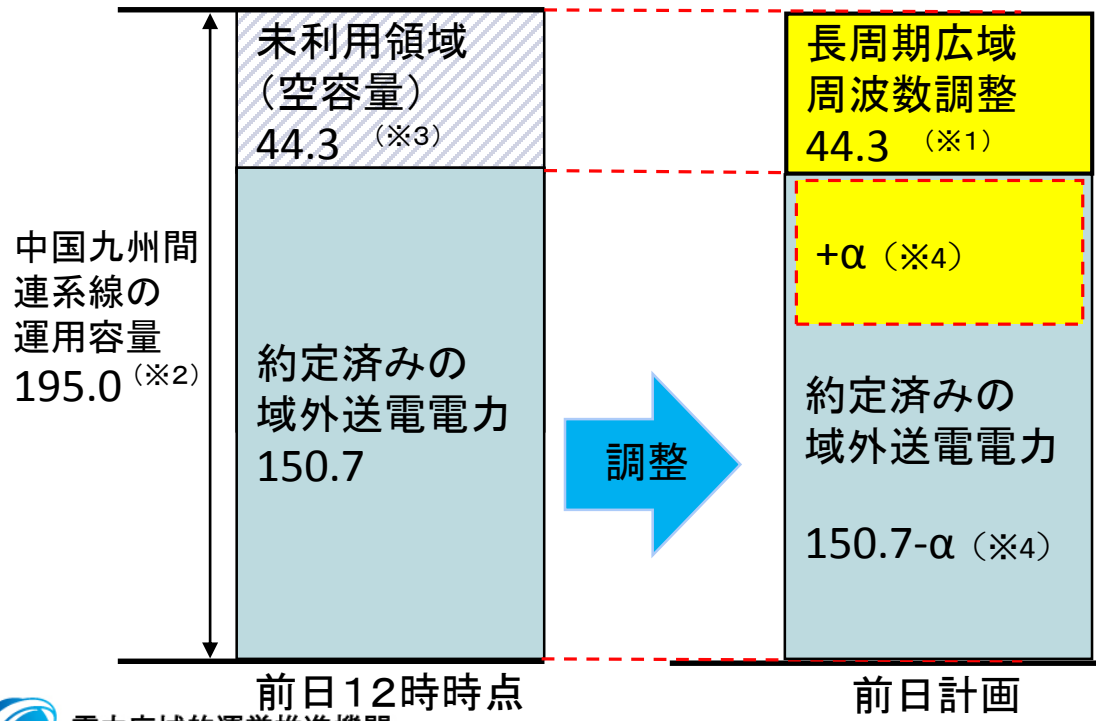 未利用領域
(空容量)
44.3 (※3)
長周期広域
周波数調整
44.3 (※1)
中国九州間
連系線の
運用容量
195.0(※2)
約定済みの
域外送電電力
150.7
調整
+α(※4)
約定済みの
域外送電電力
150.7-α(※4)
前日12時時点
前日計画